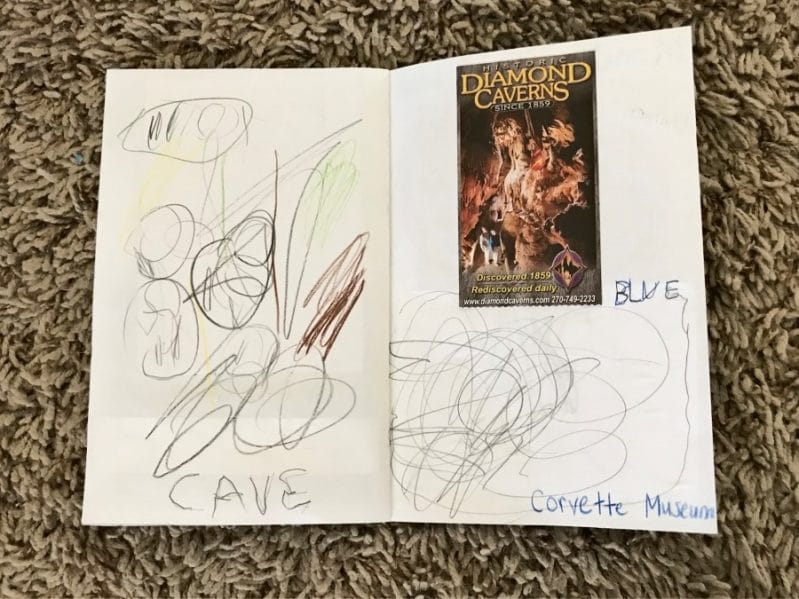 CAVE
HISTORIC
DIAMOND
CAVERNS
SINCE 1859
Discovered 1859
Rediscovered daily
www.diamondcaverns.com 270-749-2233
BLUE
Corvette Museum